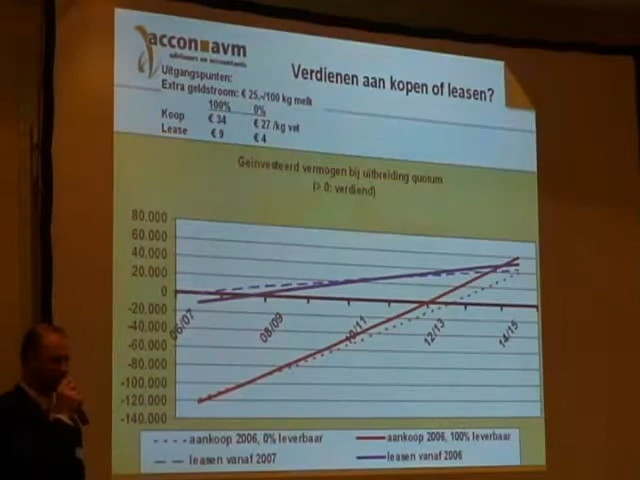 accon■avm
adviseurs en accountants
Verdienen aan kopen of leasen?
Uitgangspunten:
Extra geldstroom: € 25,-/100 kg melk
100% 0%
Koop € 34 € 27 /kg vet
Lease € 9 € 4
Geïnvesteerd vermogen bij uitbreiding quotum
(> 0: verdiend)
80.000
60.000
40.000
20.000
0
-20.000
-40.000
-60.000
-80.000
-100.000
-120.000
-140.000
06/07
08/09
10/11
12/13
14/15
aankoop 2006, 0% leverbaar
aankoop 2006, 100% leverbaar
leasen vanaf 2007
leasen vanaf 2006